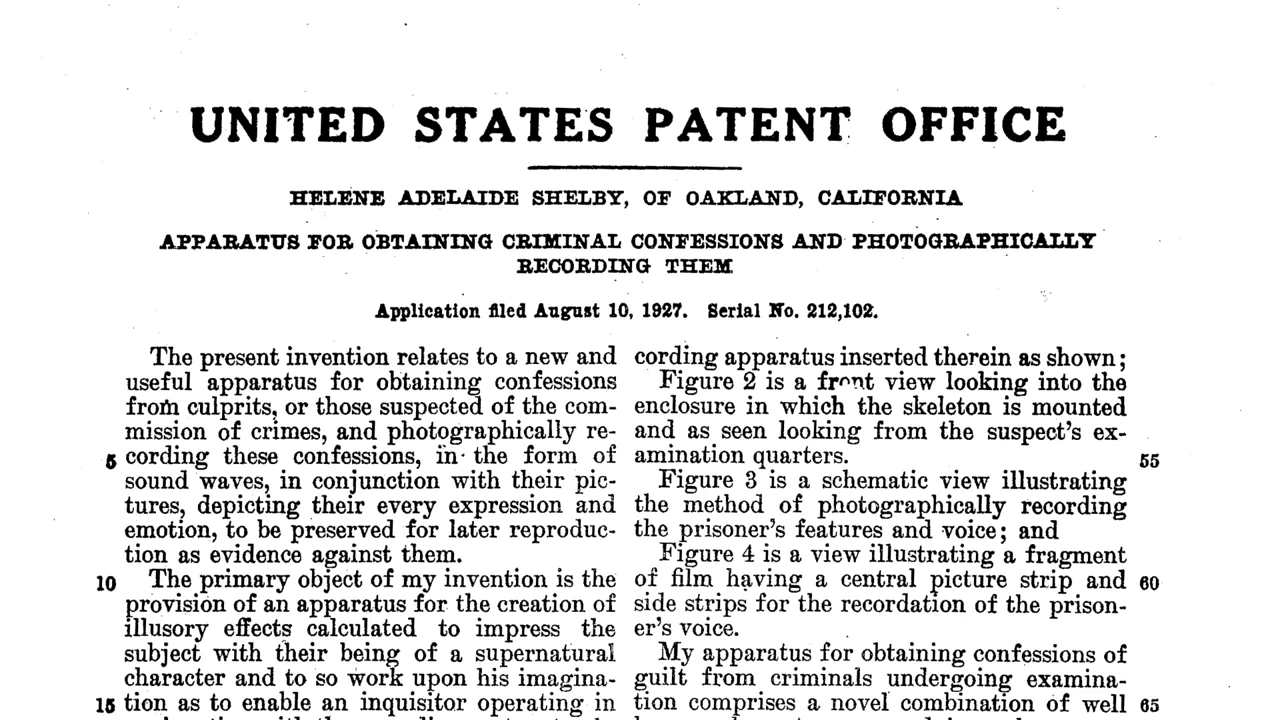 UNITED STATES PATENT OFFICE
HELENE ADELAIDE SHELBY, OF OAKLAND, CALIFORNIA
APPARATUS FOR OBTAINING CRIMINAL CONFESSIONS AND PHOTOGRAPHICALLY
RECORDING THEM
Application filed August 10, 1927. Serial No. 212,102.
The present invention relates to a new and
useful apparatus for obtaining confessions
from culprits, or those suspected of the com-
mission of crimes, and photographically re-
5 cording these confessions, in the form of
sound waves, in conjunction with their pic-
tures, depicting their every expression and
emotion, to be preserved for later reproduc-
tion as evidence against them.
10 The primary object of my invention is the
provision of an apparatus for the creation of
illusory effects calculated to impress the
subject with their being of a supernatural
character and to so work upon his imagina-
15 tion as to enable an inquisitor operating in
cording apparatus inserted therein as shown;
Figure 2 is a front view looking into the
enclosure in which the skeleton is mounted
and as seen looking from the suspect's ex-
amination quarters. 55
Figure 3 is a schematic view illustrating
the method of photographically recording
the prisoner's features and voice; and
Figure 4 is a view illustrating a fragment
of film having a central picture strip and 60
side strips for the recordation of the prison-
er's voice.
My apparatus for obtaining confessions of
guilt from criminals undergoing examina-
tion comprises a novel combination of well 65